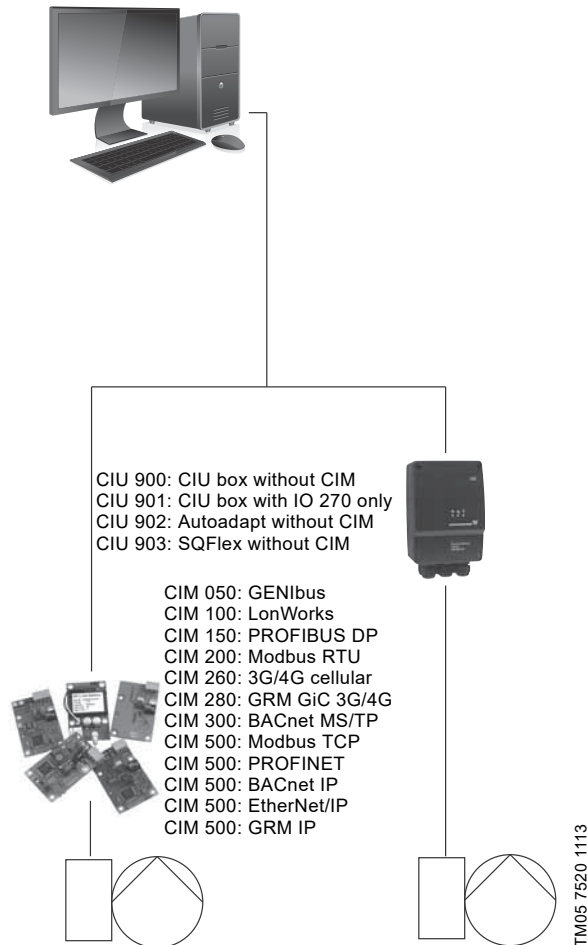 CIU 900: CIU box without CIM
CIU 901: CIU box with IO 270 only
CIU 902: Autoadapt without CIM
CIU 903: SQFlex without CIM
CIM 050: GENIbus
CIM 100: LonWorks
CIM 150: PROFIBUS DP
CIM 200: Modbus RTU
CIM 260: 3G/4G cellular
CIM 280: GRM GiC 3G/4G
CIM 300: BACnet MS/TP
CIM 500: Modbus TCP
CIM 500: PROFINET
CIM 500: BACnet IP
CIM 500: EtherNet/IP
CIM 500: GRM IP
TM05 7520 1113